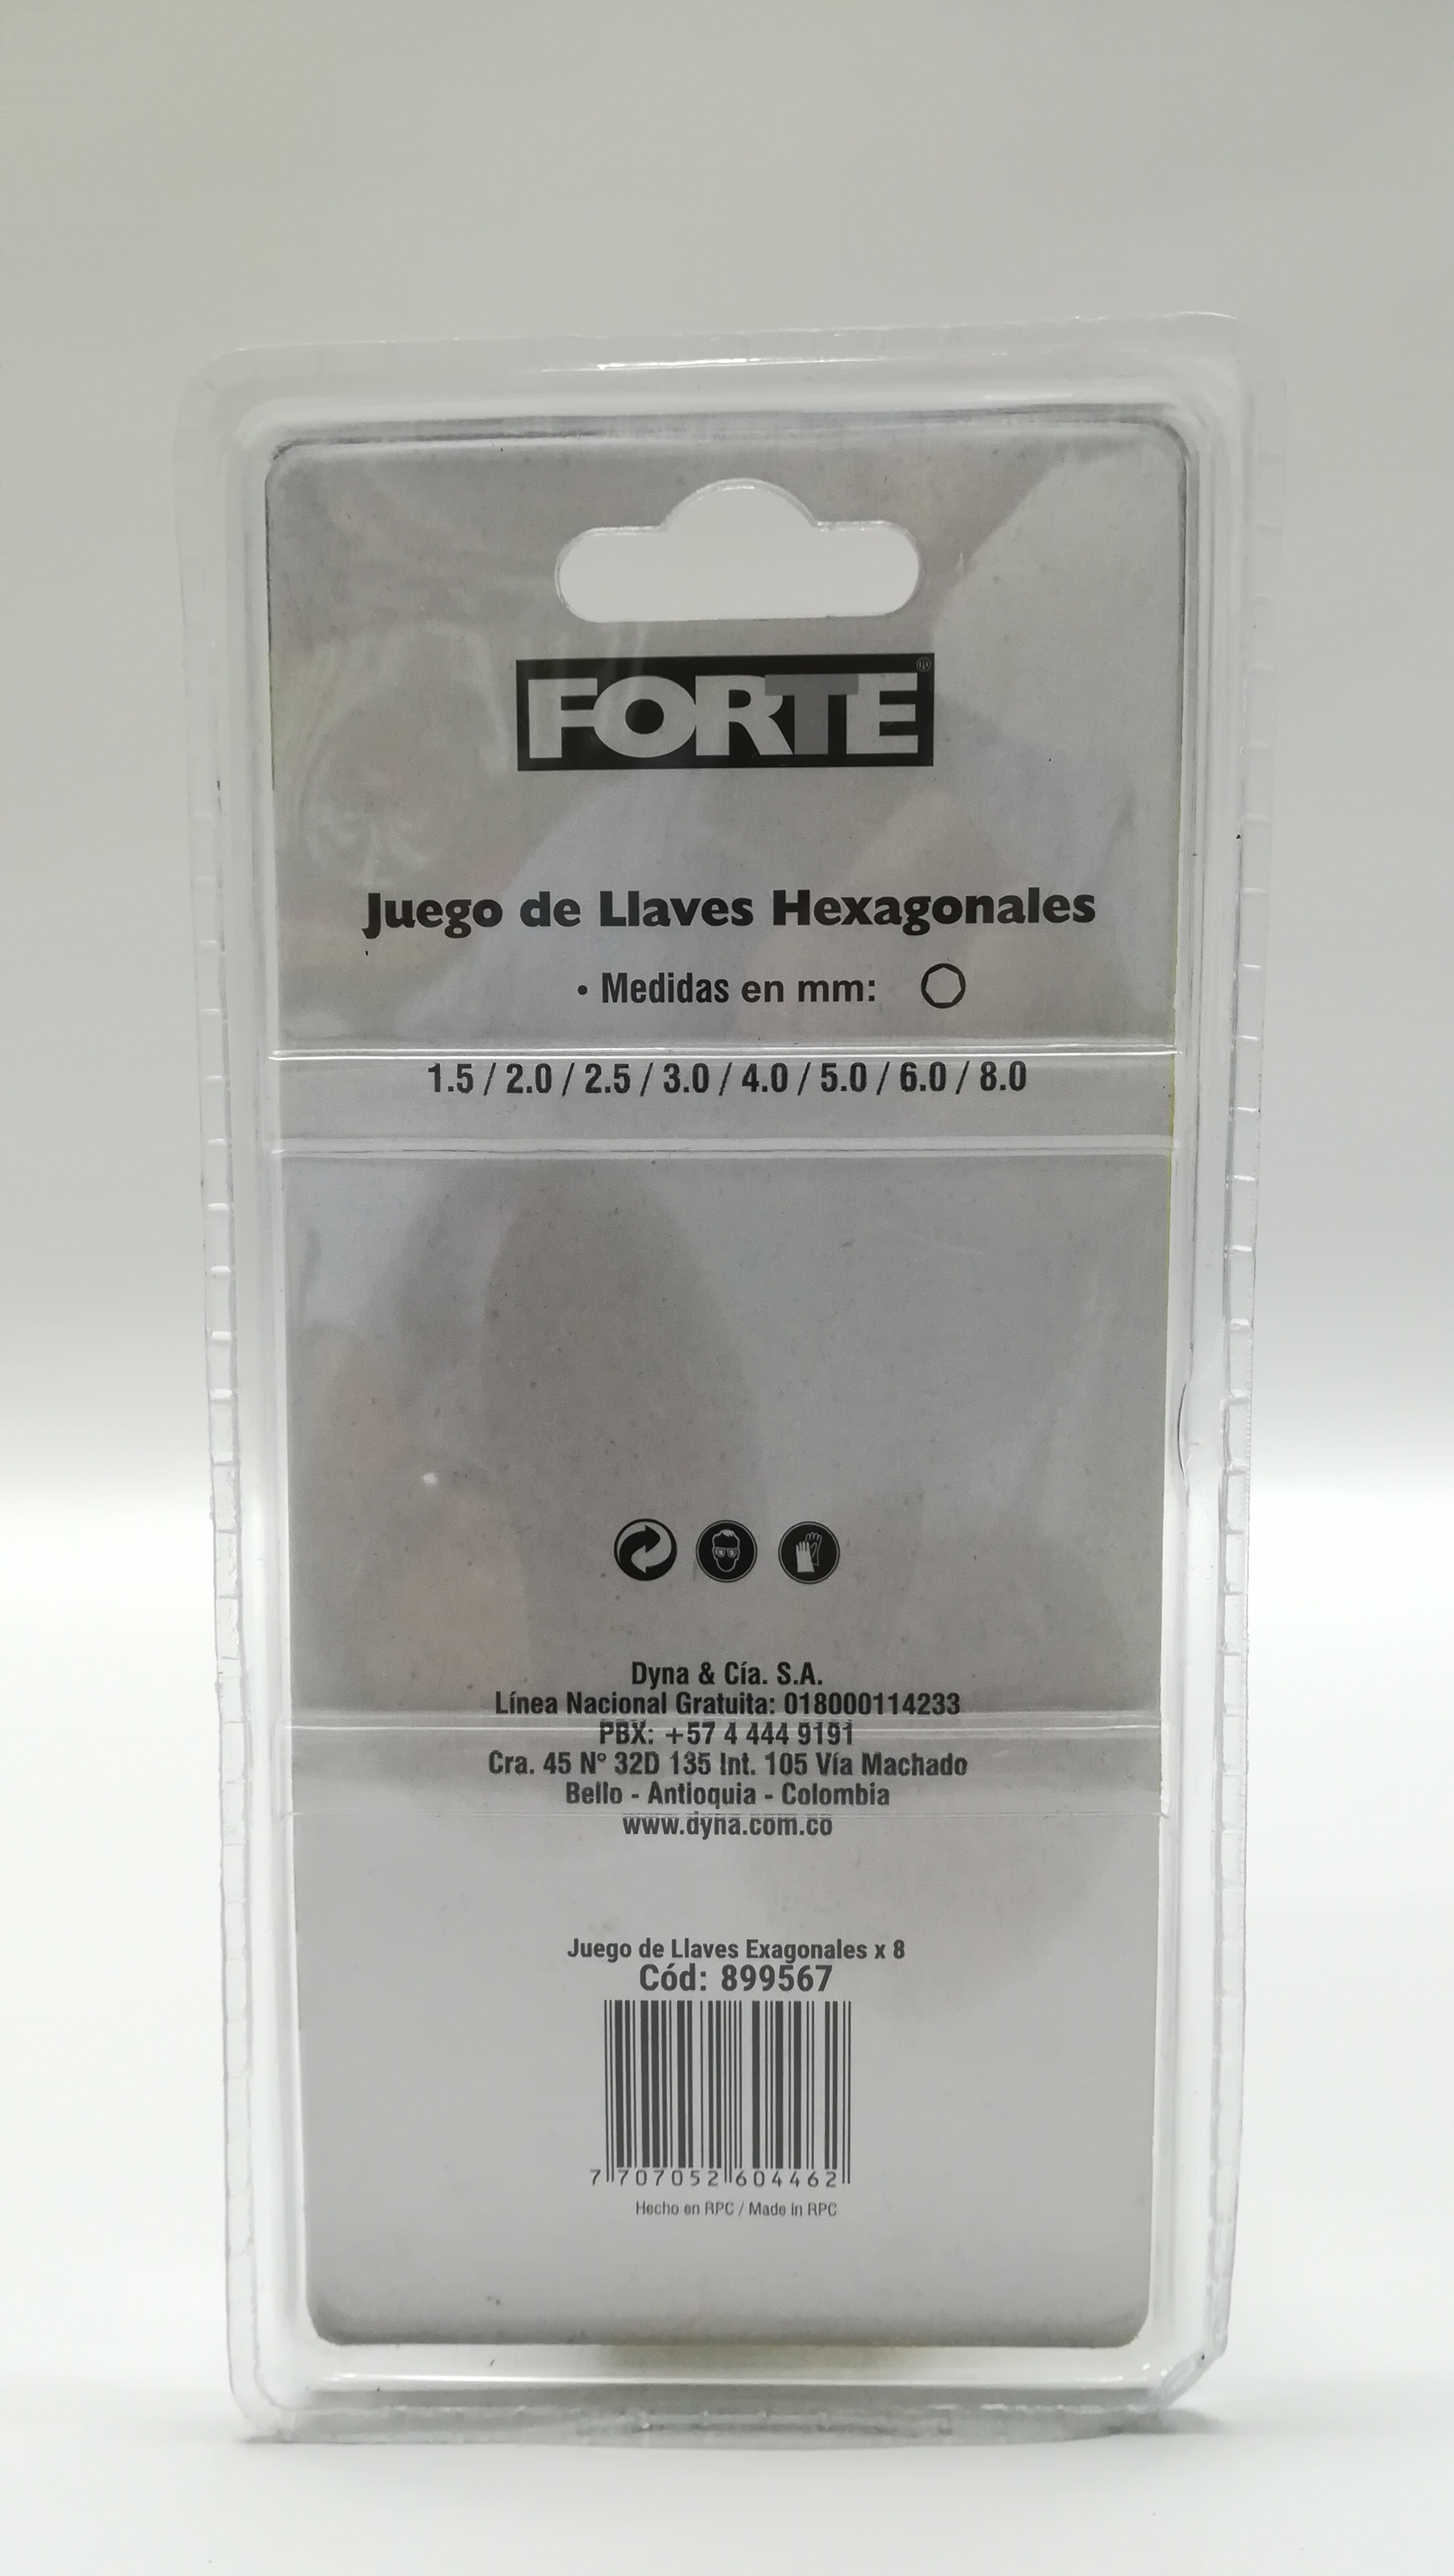 FORTE®
Juego de Llaves Hexagonales
• Medidas en mm:
1.5 / 2.0 / 2.5 / 3.0 / 4.0 / 5.0 / 6.0 / 8.0
Dyna & Cía. S.A.
Línea Nacional Gratuita: 018000114233
PBX: +57 4 444 9191
Cra. 45 N° 32D 135 Int. 105 Vía Machado
Bello - Antioquia - Colombia
www.dyna.com.co
Juego de Llaves Exagonales x 8
Cód: 899567
7 707052 604462
Hecho en RPC / Made in RPC